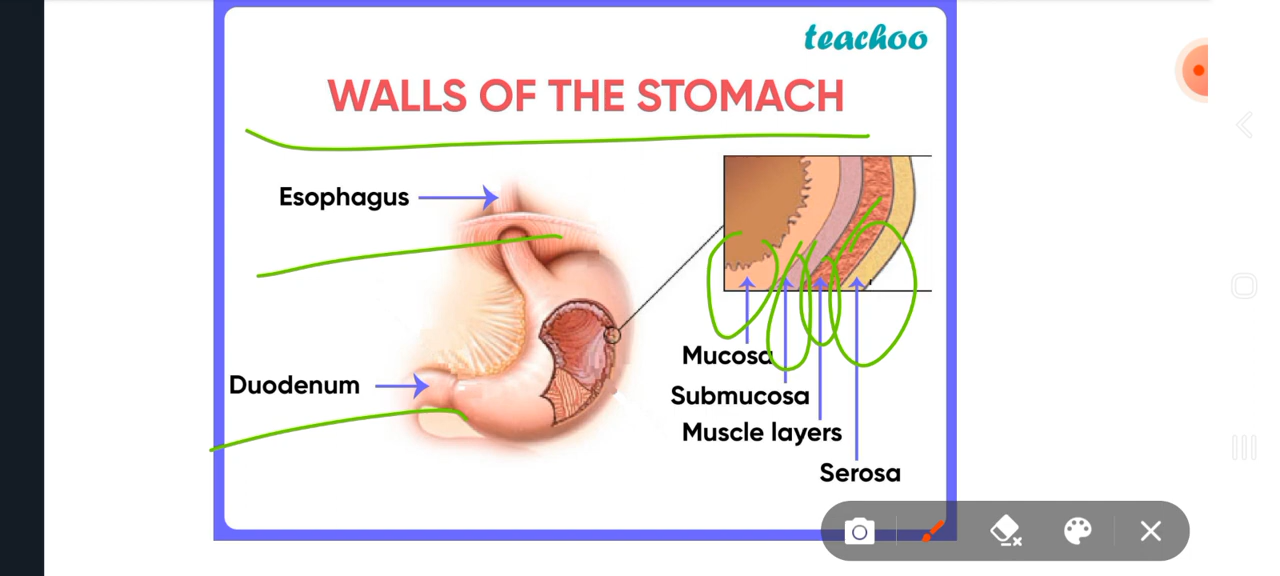 teachoo
WALLS OF THE STOMACH
Esophagus
Duodenum
Mucosa
Submucosa
Muscle layers
Serosa